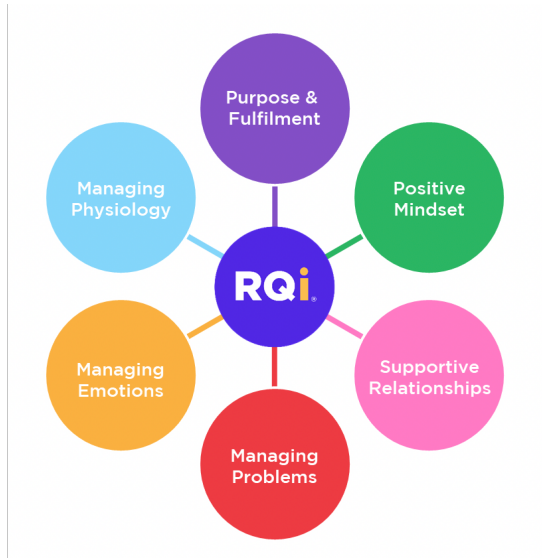 Purpose &
Fulfilment
Managing
Physiology
Positive
Mindset
RQi®
Managing
Emotions
Supportive
Relationships
Managing
Problems